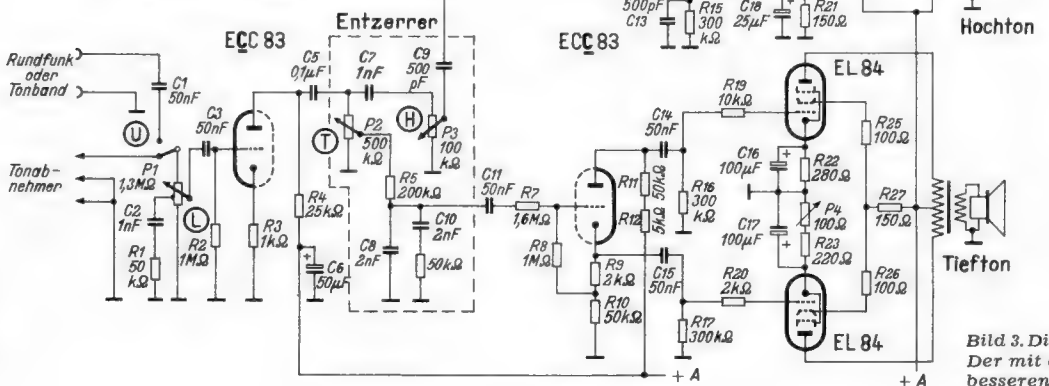 500pF
C13
R15
300
kΩ
C18
25µF
R21
150Ω
Hochton
Entzerrer
ECC 83
ECC 83
EL 84
Rundfunk
oder
Tonband
C1
50nF
C3
50nF
U
Tonab-
nehmer
P1
1,3MΩ
L
C2
1nF
R1
50
kΩ
R2
1MΩ
R3
1kΩ
C5
0,1µF
C7
1nF
C9
500
pF
T
P2
500
kΩ
H
P3
100
kΩ
R4
25kΩ
R5
200kΩ
C10
2nF
C8
2nF
50kΩ
+
C6
50µF
C11
50nF
R7
1,6MΩ
R8
1MΩ
R9
2kΩ
R10
50kΩ
R11
50kΩ
R12
5kΩ
C14
50nF
C15
50nF
R16
300
kΩ
R17
300kΩ
R19
10kΩ
R20
2kΩ
C16
100µF
+
C17
100µF
+
R22
280Ω
P4
100Ω
R23
220Ω
R25
100Ω
R27
150Ω
R26
100Ω
Tiefton
EL 84
+ A
+ A
Bild 3. Di
Der mit
besseren